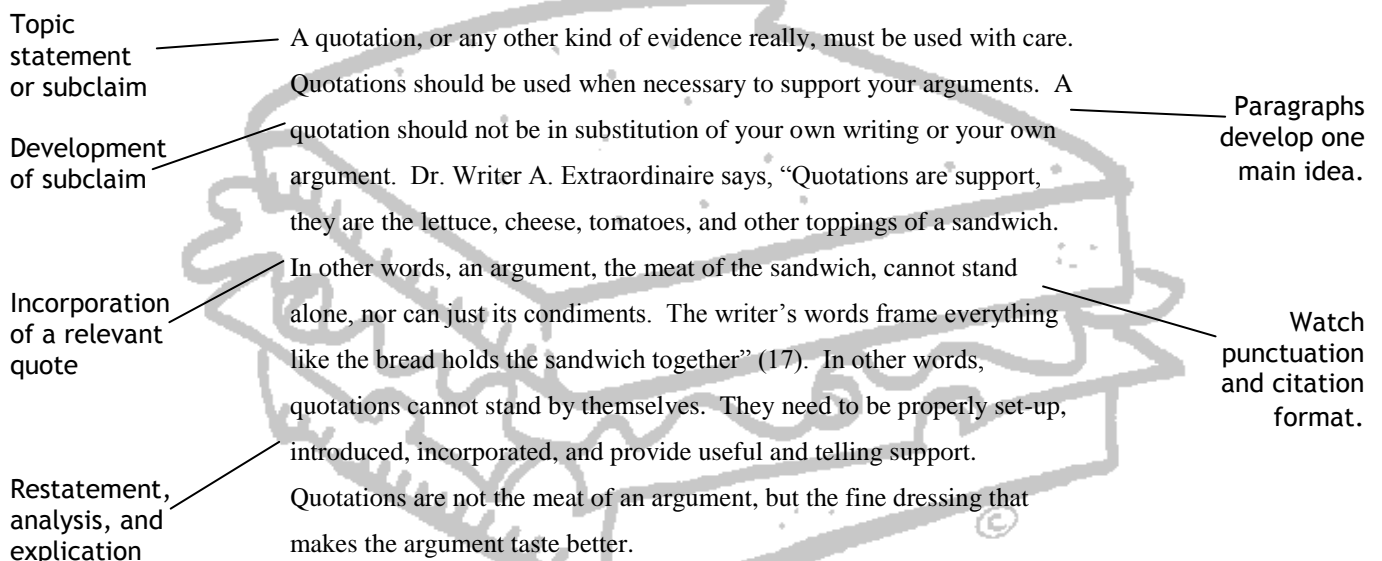 Topic
statement
or subclaim
Development
of subclaim
Incorporation
of a relevant
quote
Restatement,
analysis, and
explication
A quotation, or any other kind of evidence really, must be used with care.
Quotations should be used when necessary to support your arguments. A
quotation should not be in substitution of your own writing or your own
argument. Dr. Writer A. Extraordinaire says, “Quotations are support,
they are the lettuce, cheese, tomatoes, and other toppings of a sandwich.
In other words, an argument, the meat of the sandwich, cannot stand
alone, nor can just its condiments. The writer’s words frame everything
like the bread holds the sandwich together” (17). In other words,
quotations cannot stand by themselves. They need to be properly set-up,
introduced, incorporated, and provide useful and telling support.
Quotations are not the meat of an argument, but the fine dressing that
makes the argument taste better.
Paragraphs
develop one
main idea.
Watch
punctuation
and citation
format.
©